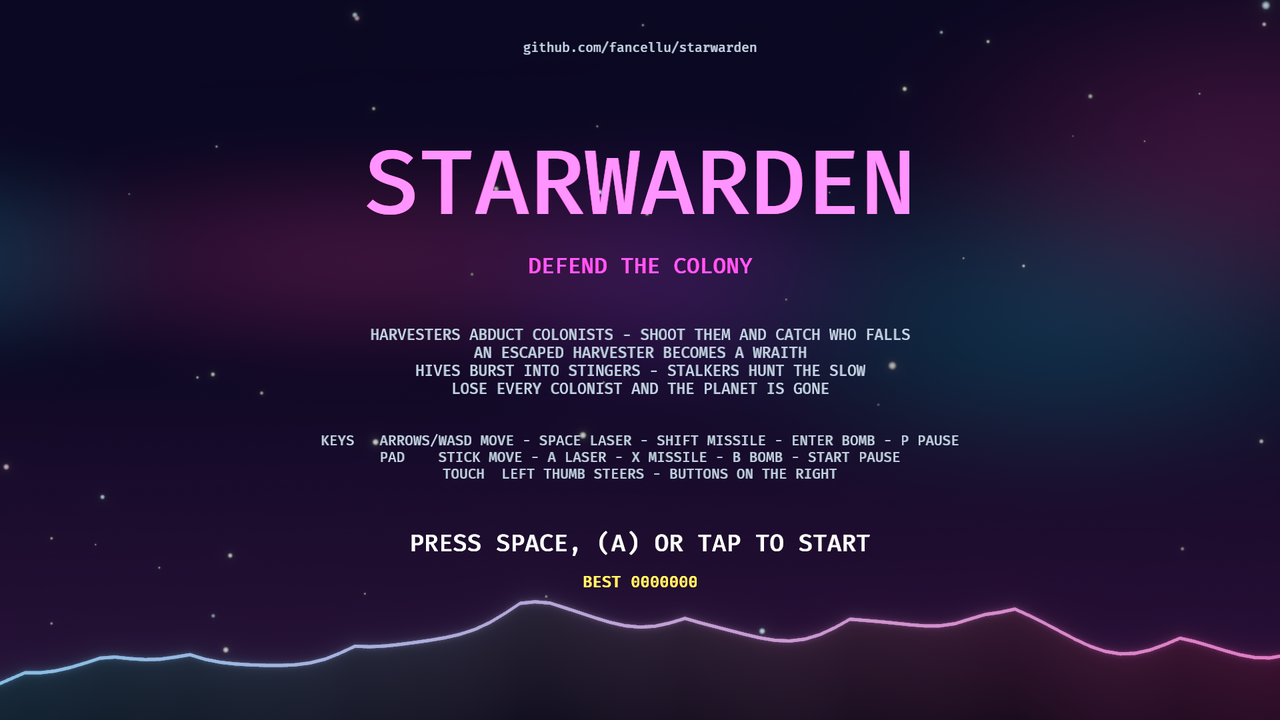 github.com/fancellu/starwarden
STARWARDEN
DEFEND THE COLONY
HARVESTERS ABDUCT COLONISTS - SHOOT THEM AND CATCH WHO FALLS
AN ESCAPED HARVESTER BECOMES A WRAITH
HIVES BURST INTO STINGERS - STALKERS HUNT THE SLOW
LOSE EVERY COLONIST AND THE PLANET IS GONE
KEYS ARROWS/WASD MOVE - SPACE LASER - SHIFT MISSILE - ENTER BOMB - P PAUSE
PAD STICK MOVE - A LASER - X MISSILE - B BOMB - START PAUSE
TOUCH LEFT THUMB STEERS - BUTTONS ON THE RIGHT
PRESS SPACE, (A) OR TAP TO START
BEST 0000000